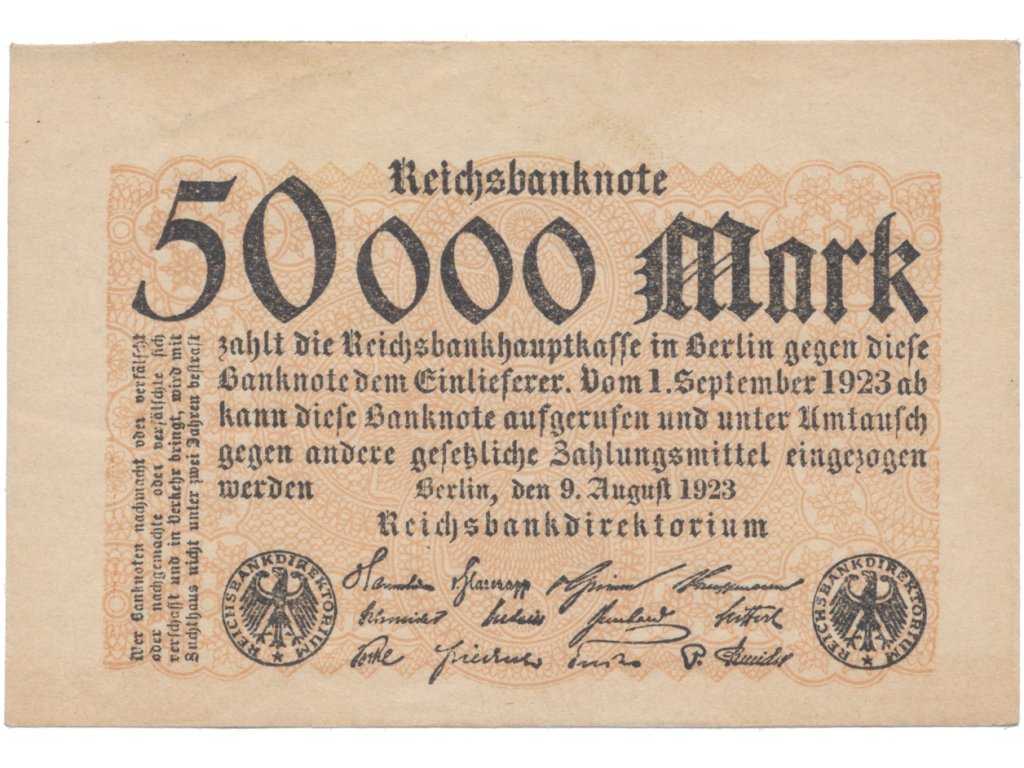 Reichsbanknote
50000 Mark
zahlt die Reichsbankhauptkasse in Berlin gegen diese
Banknote dem Einlieferer. Vom 1. September 1923 ab
kann diese Banknote aufgerufen und unter Umtausch
gegen andere gesetzliche Zahlungsmittel eingezogen
werden
Berlin, den 9. August 1923
Reichsbankdirektorium
Wer Banknoten nachmacht oder verfälscht
oder nachgemachte oder verfälschte sich
verschafft und in Verkehr bringt, wird mit
Zuchthaus nicht unter zwei Jahren bestraft
REICHSBANKDIREKTORIUM
REICHSBANKDIREKTORIUM